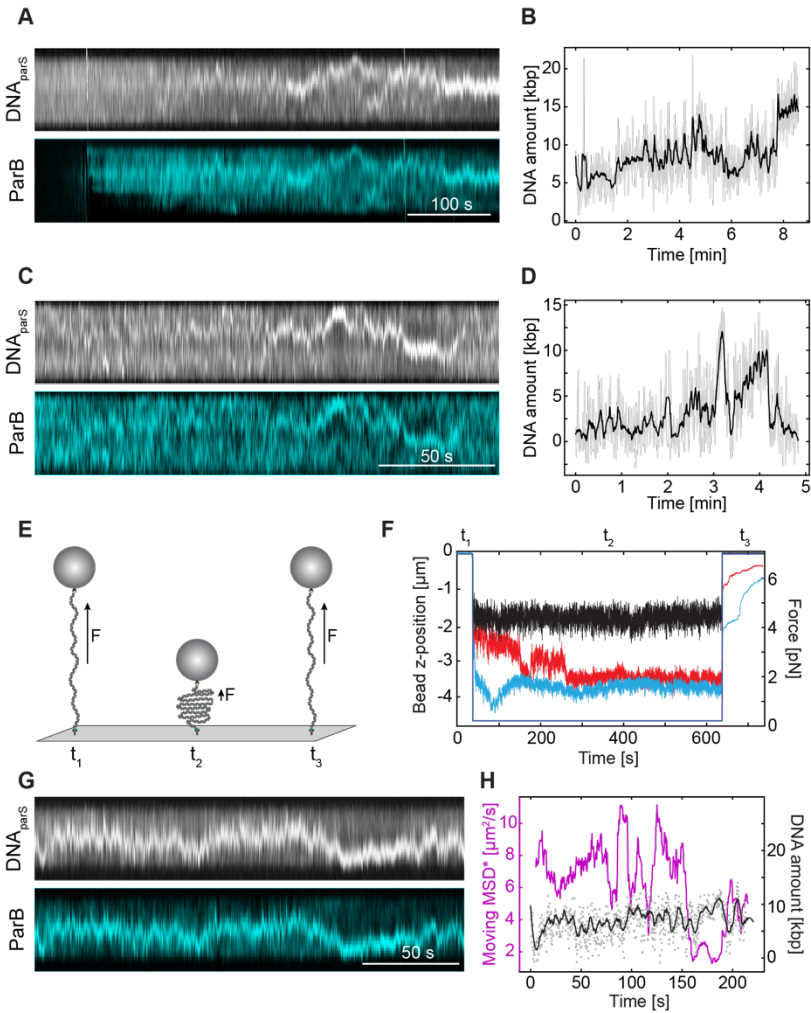 A
DNAparS
ParB
100 s
B
DNA amount [kbp]
20
15
10
5
0
0 2 4 6 8
Time [min]
C
DNAparS
ParB
50 s
D
DNA amount [kbp]
15
10
5
0
0 1 2 3 4 5
Time [min]
E
F
F
F
t1 t2 t3
F
t1 t2 t3
Bead z-position [µm]
0
-1
-2
-3
-4
0 200 400 600
Time [s]
6
4
2
0
Force [pN]
G
DNAparS
ParB
50 s
H
Moving MSD* [µm²/s]
10
8
6
4
2
0 50 100 150 200
Time [s]
20
10
0
DNA amount [kbp]